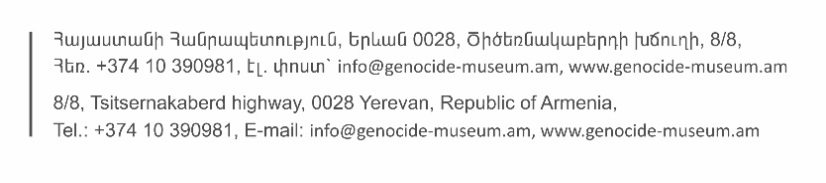 Հայաստանի Հանրապետություն, Երևան 0028, Ծիծեռնակաբերդի խճուղի, 8/8,
Հեռ. +374 10 390981, էլ. փոստ՝ info@genocide-museum.am, www.genocide-museum.am
8/8, Tsitsernakaberd highway, 0028 Yerevan, Republic of Armenia,
Tel.: +374 10 390981, E-mail: info@genocide-museum.am, www.genocide-museum.am